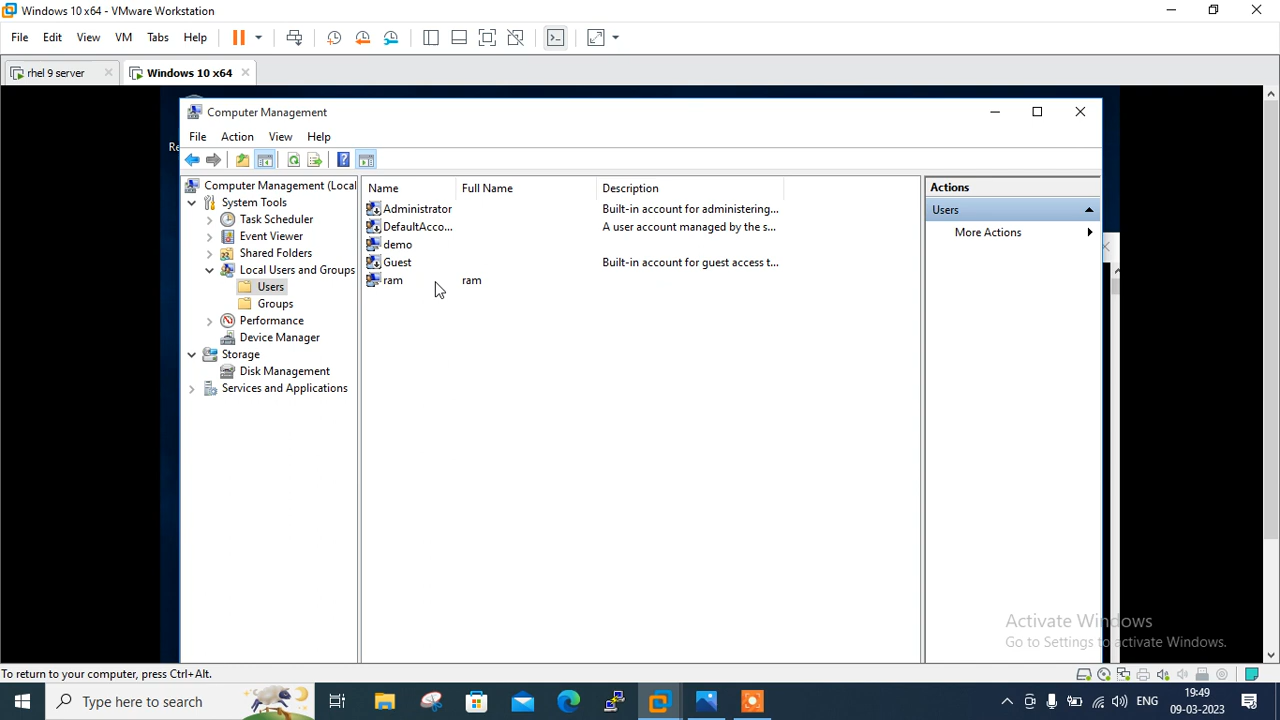 Windows 10 x64 - VMware Workstation
File Edit View VM Tabs Help
rhel 9 server Windows 10 x64
Computer Management
Re
File Action View Help
Computer Management (Local
System Tools
Task Scheduler
Event Viewer
Shared Folders
Local Users and Groups
Users
Groups
Performance
Device Manager
Storage
Disk Management
Services and Applications
Name Full Name Description
Administrator Built-in account for administering...
DefaultAcco... A user account managed by the s...
demo
Guest Built-in account for guest access t...
ram ram
Actions
Users
More Actions
Activate Windows
Go to Settings to activate Windows.
To return to your computer, press Ctrl+Alt.
Type here to search
ENG
19:49
09-03-2023